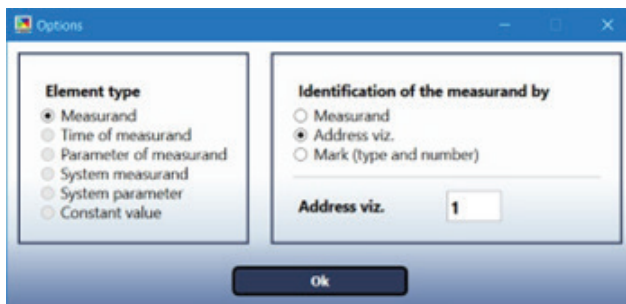 Options
Element type
Measurand
Time of measurand
Parameter of measurand
System measurand
System parameter
Constant value
Identification of the measurand by
Measurand
Address viz.
Mark (type and number)
Address viz. 1
Ok